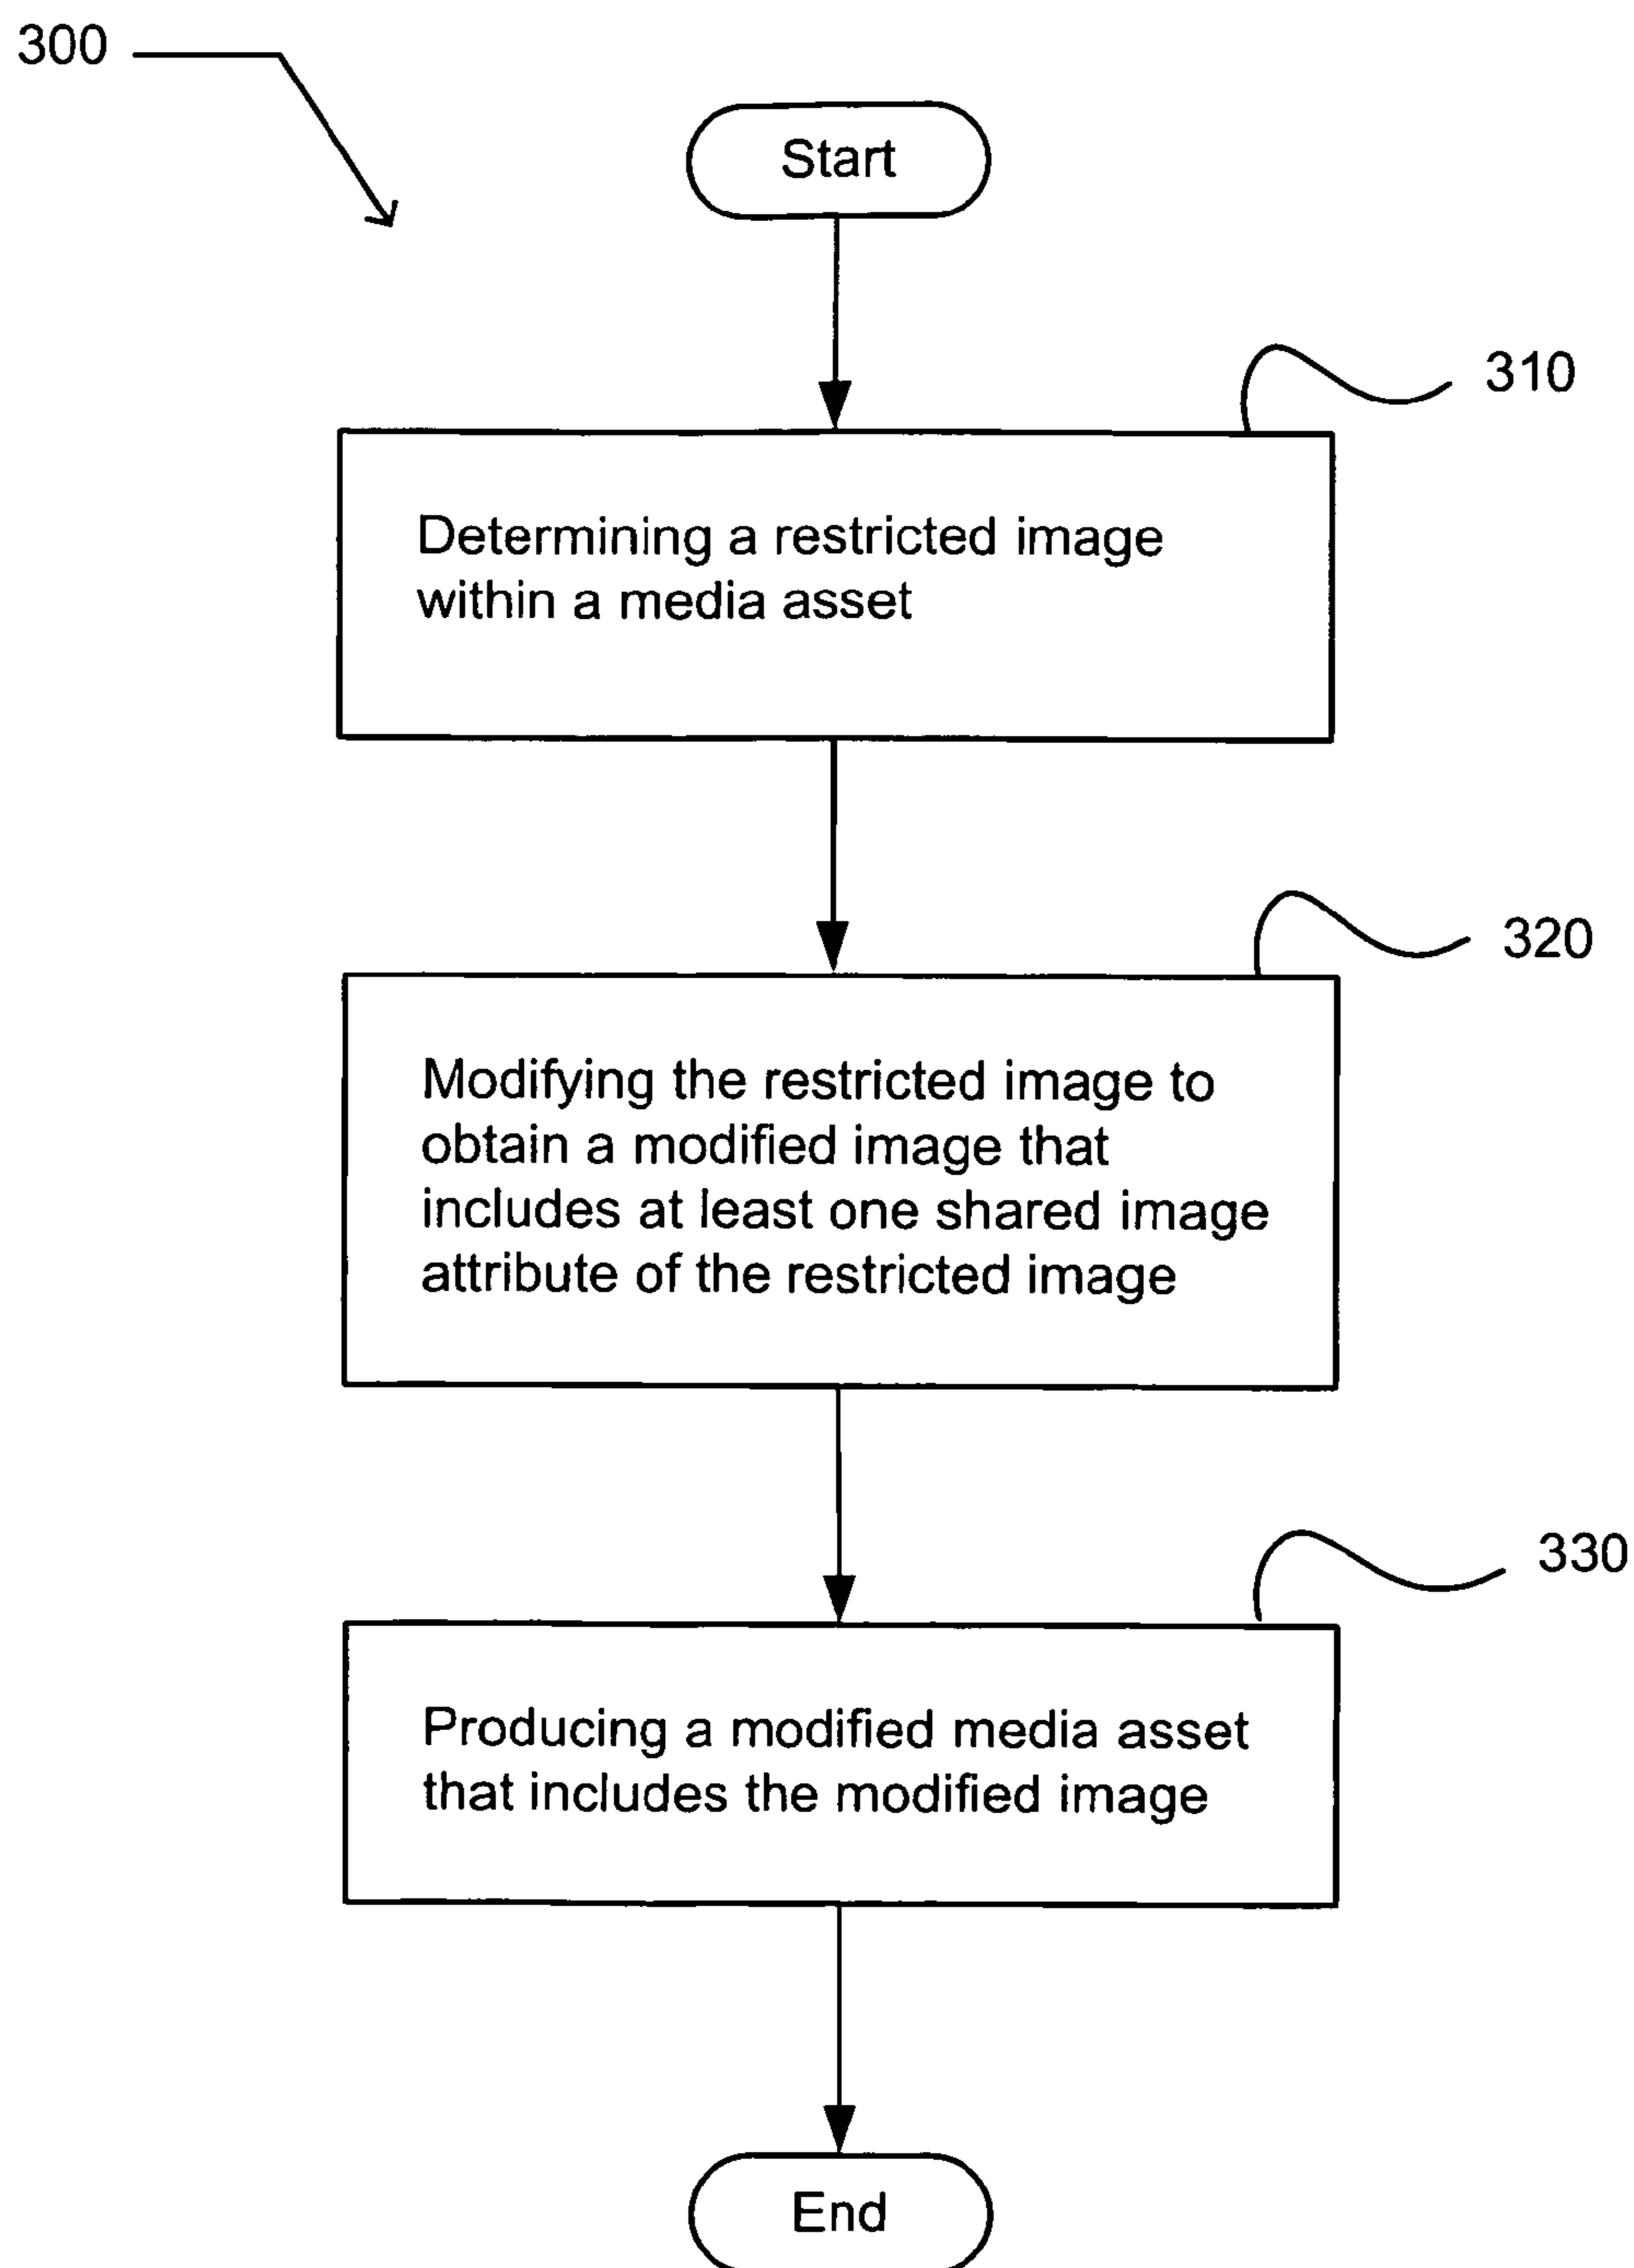 300
Start
310
Determining a restricted image
within a media asset
320
Modifying the restricted image to
obtain a modified image that
includes at least one shared image
attribute of the restricted image
330
Producing a modified media asset
that includes the modified image
End